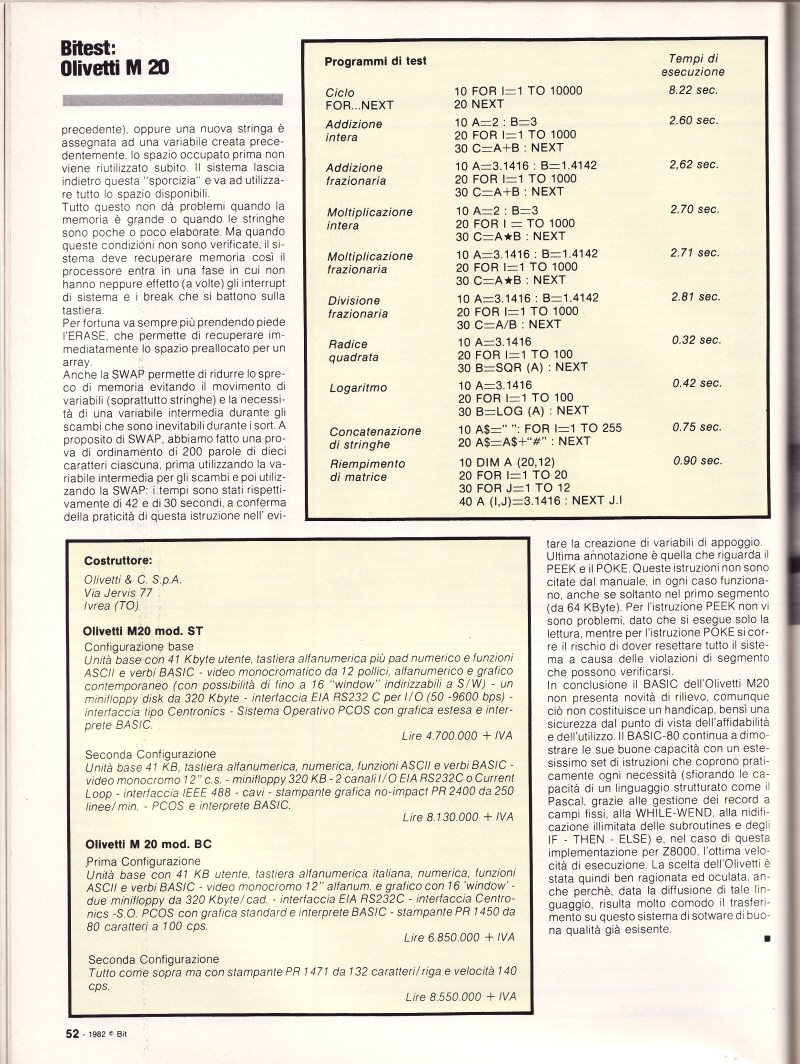 Bitest:
Olivetti M 20
precedente), oppure una nuova stringa è
assegnata ad una variabile creata prece-
dentemente, lo spazio occupato prima non
viene riutilizzato subito. Il sistema lascia
indietro questa "sporcizia" e va ad utilizza-
re tutto lo spazio disponibili.
Tutto questo non dà problemi quando la
memoria è grande o quando le stringhe
sono poche o poco elaborate. Ma quando
queste condizioni non sono verificate, il si-
stema deve recuperare memoria così il
processore entra in una fase in cui non
hanno neppure effetto (a volte) gli interrupt
di sistema e i break che si battono sulla
tastiera.
Per fortuna va sempre più prendendo piede
l'ERASE, che permette di recuperare im-
mediatamente lo spazio preallocato per un
array.
Anche la SWAP permette di ridurre lo spre-
co di memoria evitando il movimento di
variabili (soprattutto stringhe) e la necessi-
tà di una variabile intermedia durante gli
scambi che sono inevitabili durante i sort. A
proposito di SWAP, abbiamo fatto una pro-
va di ordinamento di 200 parole di dieci
caratteri ciascuna, prima utilizzando la va-
riabile intermedia per gli scambi e poi utiliz-
zando la SWAP: i tempi sono stati rispetti-
vamente di 42 e di 30 secondi, a conferma
della praticità di questa istruzione nell' evi-
Programmi di test
Tempi di
esecuzione
Ciclo 10 FOR I=1 TO 10000 8.22 sec.
FOR...NEXT 20 NEXT
Addizione 10 A=2 : B=3 2.60 sec.
intera 20 FOR I=1 TO 1000
30 C=A+B : NEXT
Addizione 10 A=3.1416 : B=1.4142 2,62 sec.
frazionaria 20 FOR I=1 TO 1000
30 C=A+B : NEXT
Moltiplicazione 10 A=2 : B=3 2.70 sec.
intera 20 FOR I = TO 1000
30 C=A★B : NEXT
Moltiplicazione 10 A=3.1416 : B=1.4142 2.71 sec.
frazionaria 20 FOR I=1 TO 1000
30 C=A★B : NEXT
Divisione 10 A=3.1416 : B=1.4142 2.81 sec.
frazionaria 20 FOR I=1 TO 1000
30 C=A/B : NEXT
Radice 10 A=3.1416 0.32 sec.
quadrata 20 FOR I=1 TO 100
30 B=SQR (A) : NEXT
Logaritmo 10 A=3.1416 0.42 sec.
20 FOR I=1 TO 100
30 B=LOG (A) : NEXT
Concatenazione 10 A$=" ": FOR I=1 TO 255 0.75 sec.
di stringhe 20 A$=A$+"#" : NEXT
Riempimento 10 DIM A (20,12) 0.90 sec.
di matrice 20 FOR I=1 TO 20
30 FOR J=1 TO 12
40 A (I,J)=3.1416 : NEXT J.I
Costruttore:
Olivetti & C. S.p.A.
Via Jervis 77
Ivrea (TO)
Olivetti M20 mod. ST
Configurazione base
Unità base con 41 Kbyte utente, tastiera alfanumerica più pad numerico e funzioni
ASCII e verbi BASIC - video monocromatico da 12 pollici, alfanumerico e grafico
contemporaneo (con possibilità di fino a 16 "window" indirizzabili a S/W) - un
minifloppy disk da 320 Kbyte - interfaccia EIA RS232 C per I/O (50 -9600 bps) -
interfaccia tipo Centronics - Sistema Operativo PCOS con grafica estesa e inter-
prete BASIC.
Lire 4.700.000 + IVA
Seconda Configurazione
Unità base 41 KB, tastiera alfanumerica, numerica, funzioni ASCII e verbi BASIC -
video monocromo 12" c.s. - minifloppy 320 KB - 2 canali I/O EIA RS232C o Current
Loop - interfaccia IEEE 488 - cavi - stampante grafica no-impact PR 2400 da 250
linee/min. - PCOS e interprete BASIC.
Lire 8.130.000 + IVA
Olivetti M 20 mod. BC
Prima Configurazione
Unità base con 41 KB utente, tastiera alfanumerica italiana, numerica, funzioni
ASCII e verbi BASIC - video monocromo 12" alfanum. e grafico con 16 'window' -
due minifloppy da 320 Kbyte/cad. - interfaccia EIA RS232C - interfaccia Centro-
nics -S.O. PCOS con grafica standard e interprete BASIC - stampante PR 1450 da
80 caratteri a 100 cps.
Lire 6.850.000 + IVA
Seconda Configurazione
Tutto come sopra ma con stampante PR 1471 da 132 caratteri/riga e velocità 140
cps.
Lire 8.550.000 + IVA
tare la creazione di variabili di appoggio.
Ultima annotazione è quella che riguarda il
PEEK e il POKE. Queste istruzioni non sono
citate dal manuale, in ogni caso funziona-
no, anche se soltanto nel primo segmento
(da 64 KByte). Per l'istruzione PEEK non vi
sono problemi, dato che si esegue solo la
lettura, mentre per l'istruzione POKE si cor-
re il rischio di dover resettare tutto il siste-
ma a causa delle violazioni di segmento
che possono verificarsi.
In conclusione il BASIC dell'Olivetti M20
non presenta novità di rilievo, comunque
ciò non costituisce un handicap, bensì una
sicurezza dal punto di vista dell'affidabilità
e dell'utilizzo. Il BASIC-80 continua a dimo-
strare le sue buone capacità con un este-
sissimo set di istruzioni che coprono prati-
camente ogni necessità (sfiorando le ca-
pacità di un linguaggio strutturato come il
Pascal, grazie alle gestione dei record a
campi fissi, alla WHILE-WEND, alla nidifi-
cazione illimitata delle subroutines e degli
IF - THEN - ELSE) e, nel caso di questa
implementazione per Z8000, l'ottima velo-
cità di esecuzione. La scelta dell'Olivetti è
stata quindi ben ragionata ed oculata, an-
che perchè, data la diffusione di tale lin-
guaggio, risulta molto comodo il trasferi-
mento su questo sistema di sotware di buo-
na qualità già esisente.
52 - 1982 © Bit